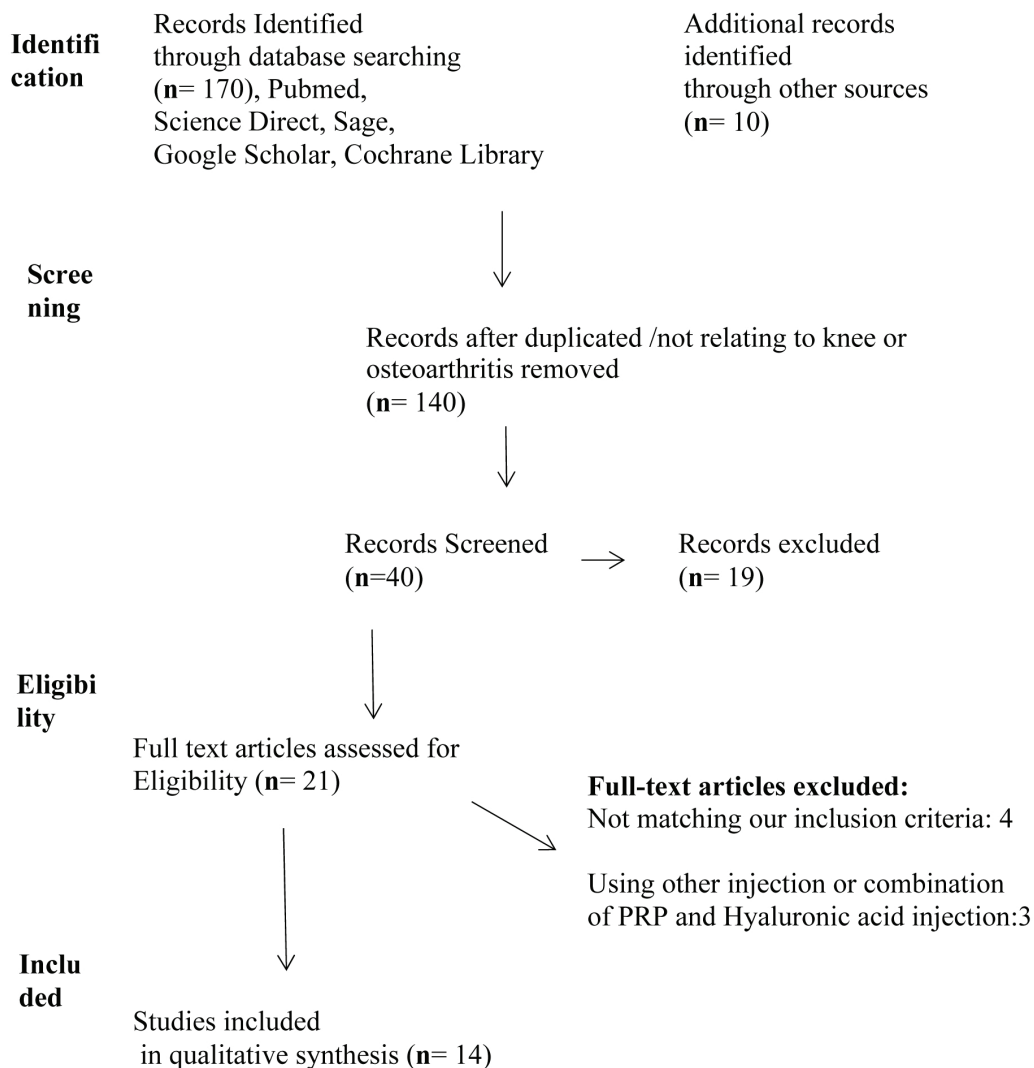 Identifi
cation
Records Identified
through database searching
(n= 170), Pubmed,
Science Direct, Sage,
Google Scholar, Cochrane Library
Additional records
identified
through other sources
(n= 10)
Scree
ning
Records after duplicated /not relating to knee or
osteoarthritis removed
(n= 140)
Records Screened
(n=40)
Records excluded
(n= 19)
Eligibi
lity
Full text articles assessed for
Eligibility (n= 21)
Full-text articles excluded:
Not matching our inclusion criteria: 4
Using other injection or combination
of PRP and Hyaluronic acid injection:3
Inclu
ded
Studies included
in qualitative synthesis (n= 14)